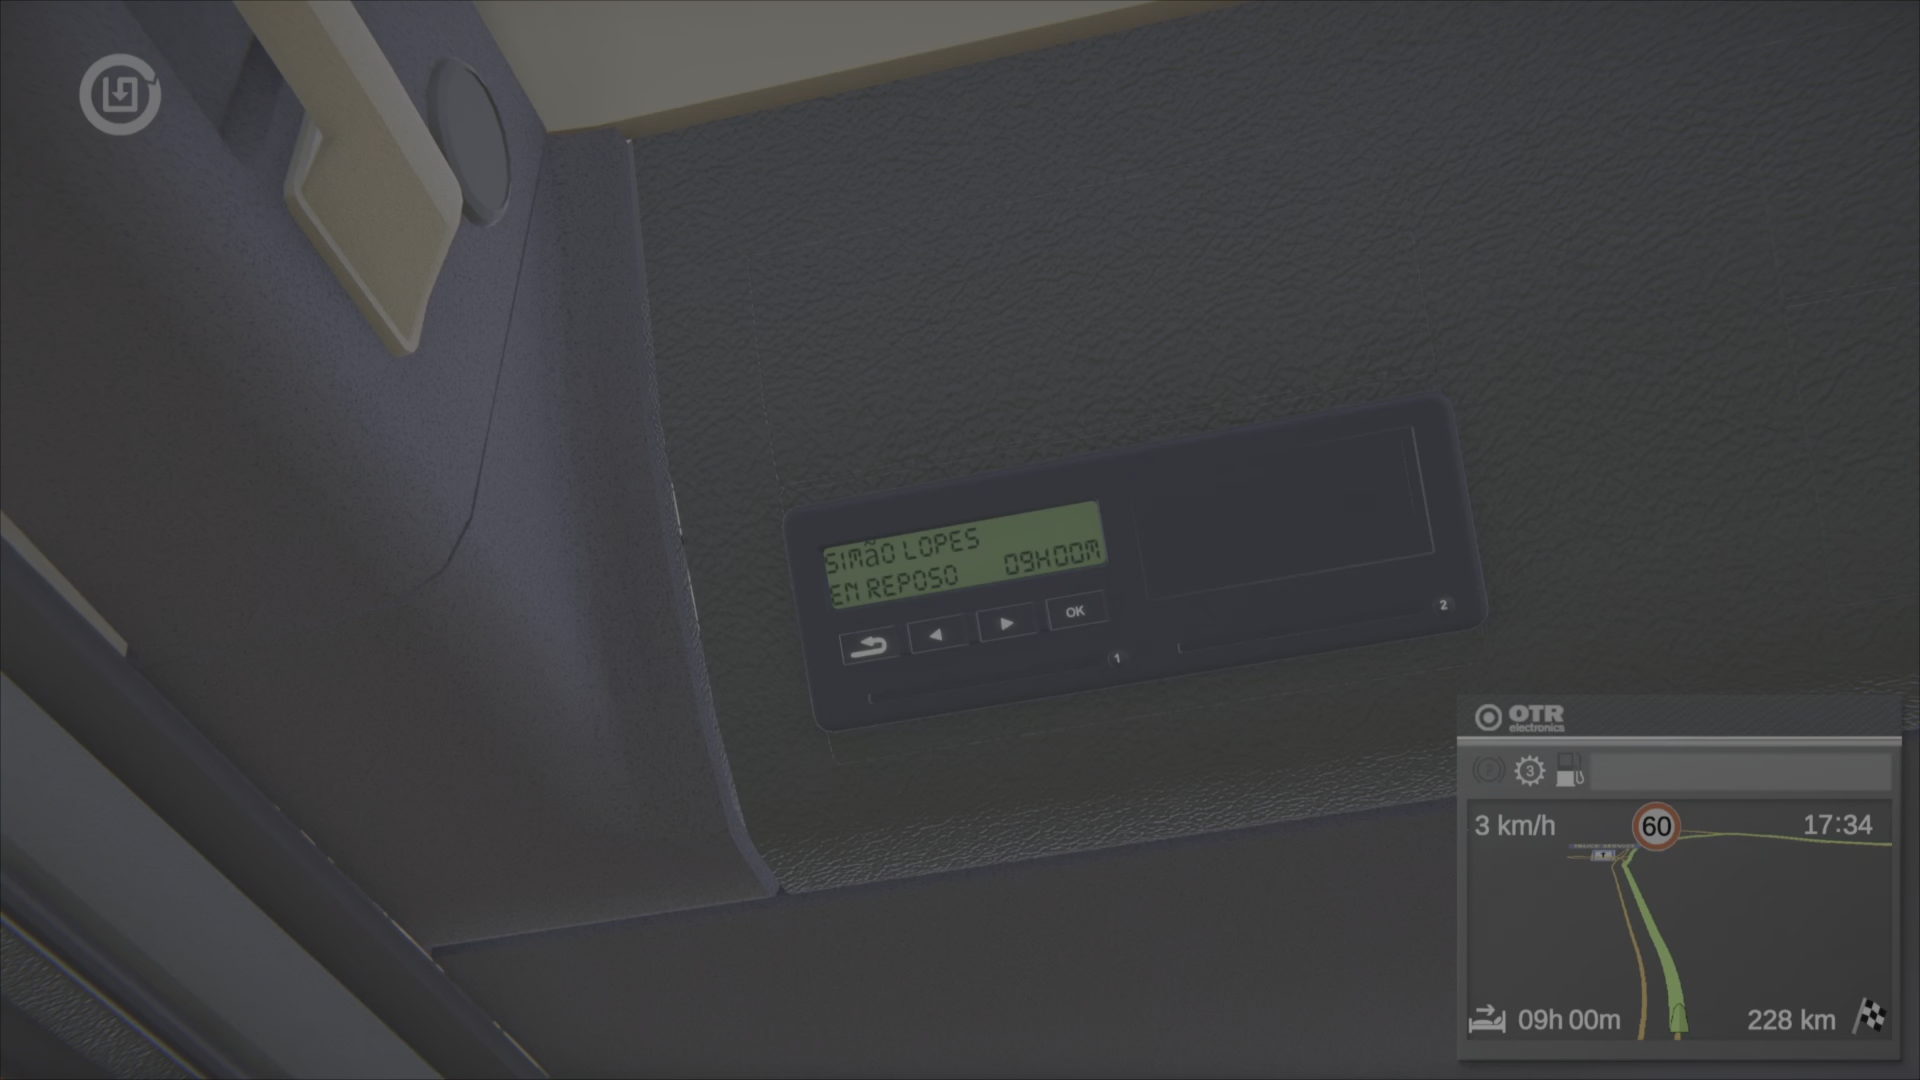 SIMãO LOPES
EN REPOSO 09H00M
OK
1
2
OTR
electronics
3
3 km/h
60
17:34
09h 00m
228 km